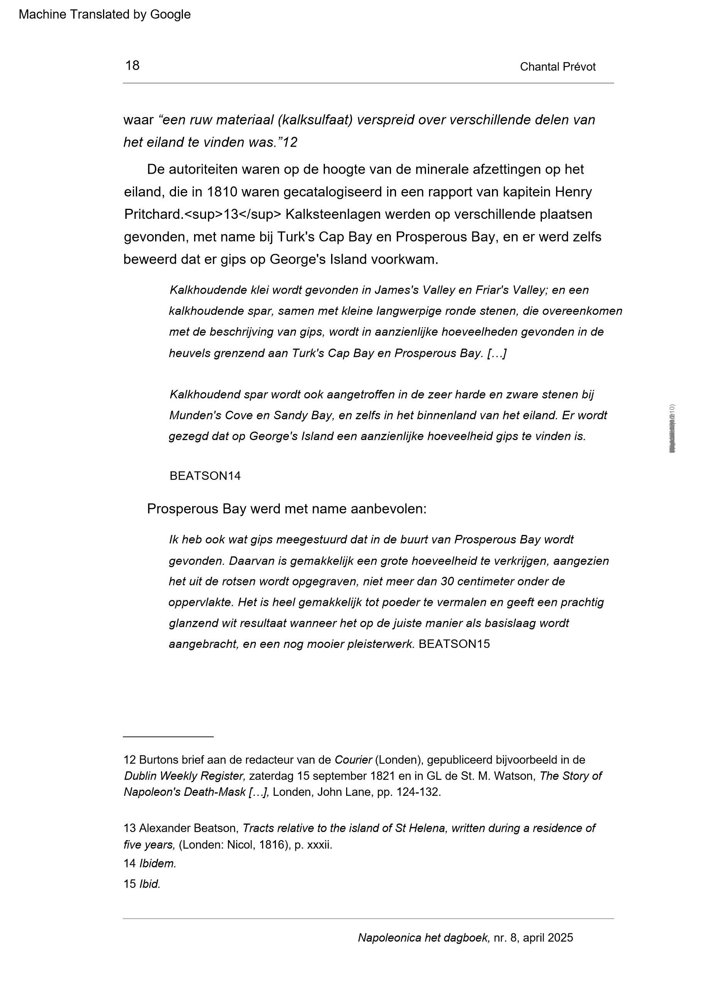 Machine Translated by Google
18
Chantal Prévot
waar “een ruw materiaal (kalksulfaat) verspreid over verschillende delen van
het eiland te vinden was.”12
De autoriteiten waren op de hoogte van de minerale afzettingen op het
eiland, die in 1810 waren gecatalogiseerd in een rapport van kapitein Henry
Pritchard.<sup>13</sup> Kalksteenlagen werden op verschillende plaatsen
gevonden, met name bij Turk's Cap Bay en Prosperous Bay, en er werd zelfs
beweerd dat er gips op George's Island voorkwam.
Kalkhoudende klei wordt gevonden in James's Valley en Friar's Valley; en een
kalkhoudende spar, samen met kleine langwerpige ronde stenen, die overeenkomen
met de beschrijving van gips, wordt in aanzienlijke hoeveelheden gevonden in de
heuvels grenzend aan Turk's Cap Bay en Prosperous Bay. […]
Kalkhoudend spar wordt ook aangetroffen in de zeer harde en zware stenen bij
Munden's Cove en Sandy Bay, en zelfs in het binnenland van het eiland. Er wordt
gezegd dat op George's Island een aanzienlijke hoeveelheid gips te vinden is.
BEATSON14
Prosperous Bay werd met name aanbevolen:
Ik heb ook wat gips meegestuurd dat in de buurt van Prosperous Bay wordt
gevonden. Daarvan is gemakkelijk een grote hoeveelheid te verkrijgen, aangezien
het uit de rotsen wordt opgegraven, niet meer dan 30 centimeter onder de
oppervlakte. Het is heel gemakkelijk tot poeder te vermalen en geeft een prachtig
glanzend wit resultaat wanneer het op de juiste manier als basislaag wordt
aangebracht, en een nog mooier pleisterwerk. BEATSON15
12 Burtons brief aan de redacteur van de Courier (Londen), gepubliceerd bijvoorbeeld in de
Dublin Weekly Register, zaterdag 15 september 1821 en in GL de St. M. Watson, The Story of
Napoleon's Death-Mask […], Londen, John Lane, pp. 124-132.
13 Alexander Beatson, Tracts relative to the island of St Helena, written during a residence of
five years, (Londen: Nicol, 1816), p. xxxii.
14 Ibidem.
15 Ibid.
Napoleonica het dagboek, nr. 8, april 2025